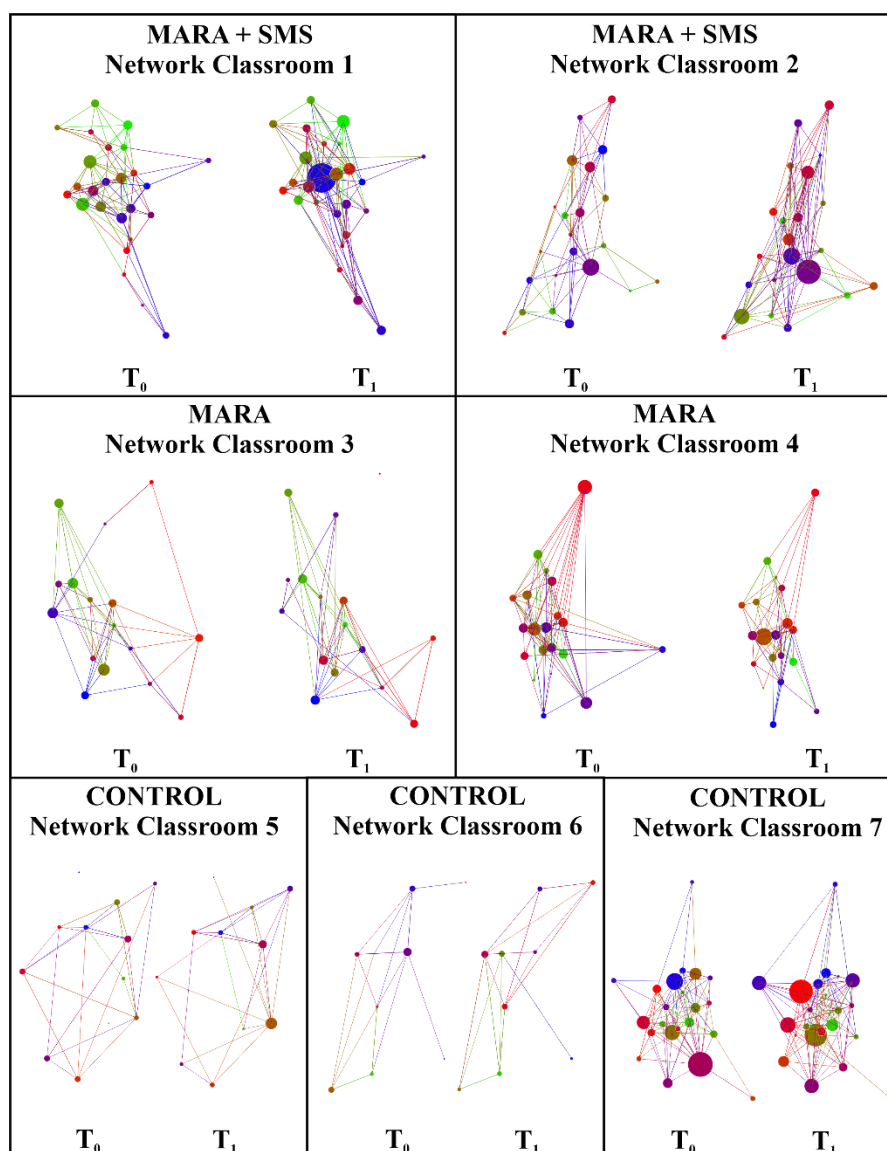 MARA + SMS
Network Classroom 1
T0
T1
MARA + SMS
Network Classroom 2
T0
T1
MARA
Network Classroom 3
T0
T1
MARA
Network Classroom 4
T0
T1
CONTROL
Network Classroom 5
T0
T1
CONTROL
Network Classroom 6
T0
T1
CONTROL
Network Classroom 7
T0
T1